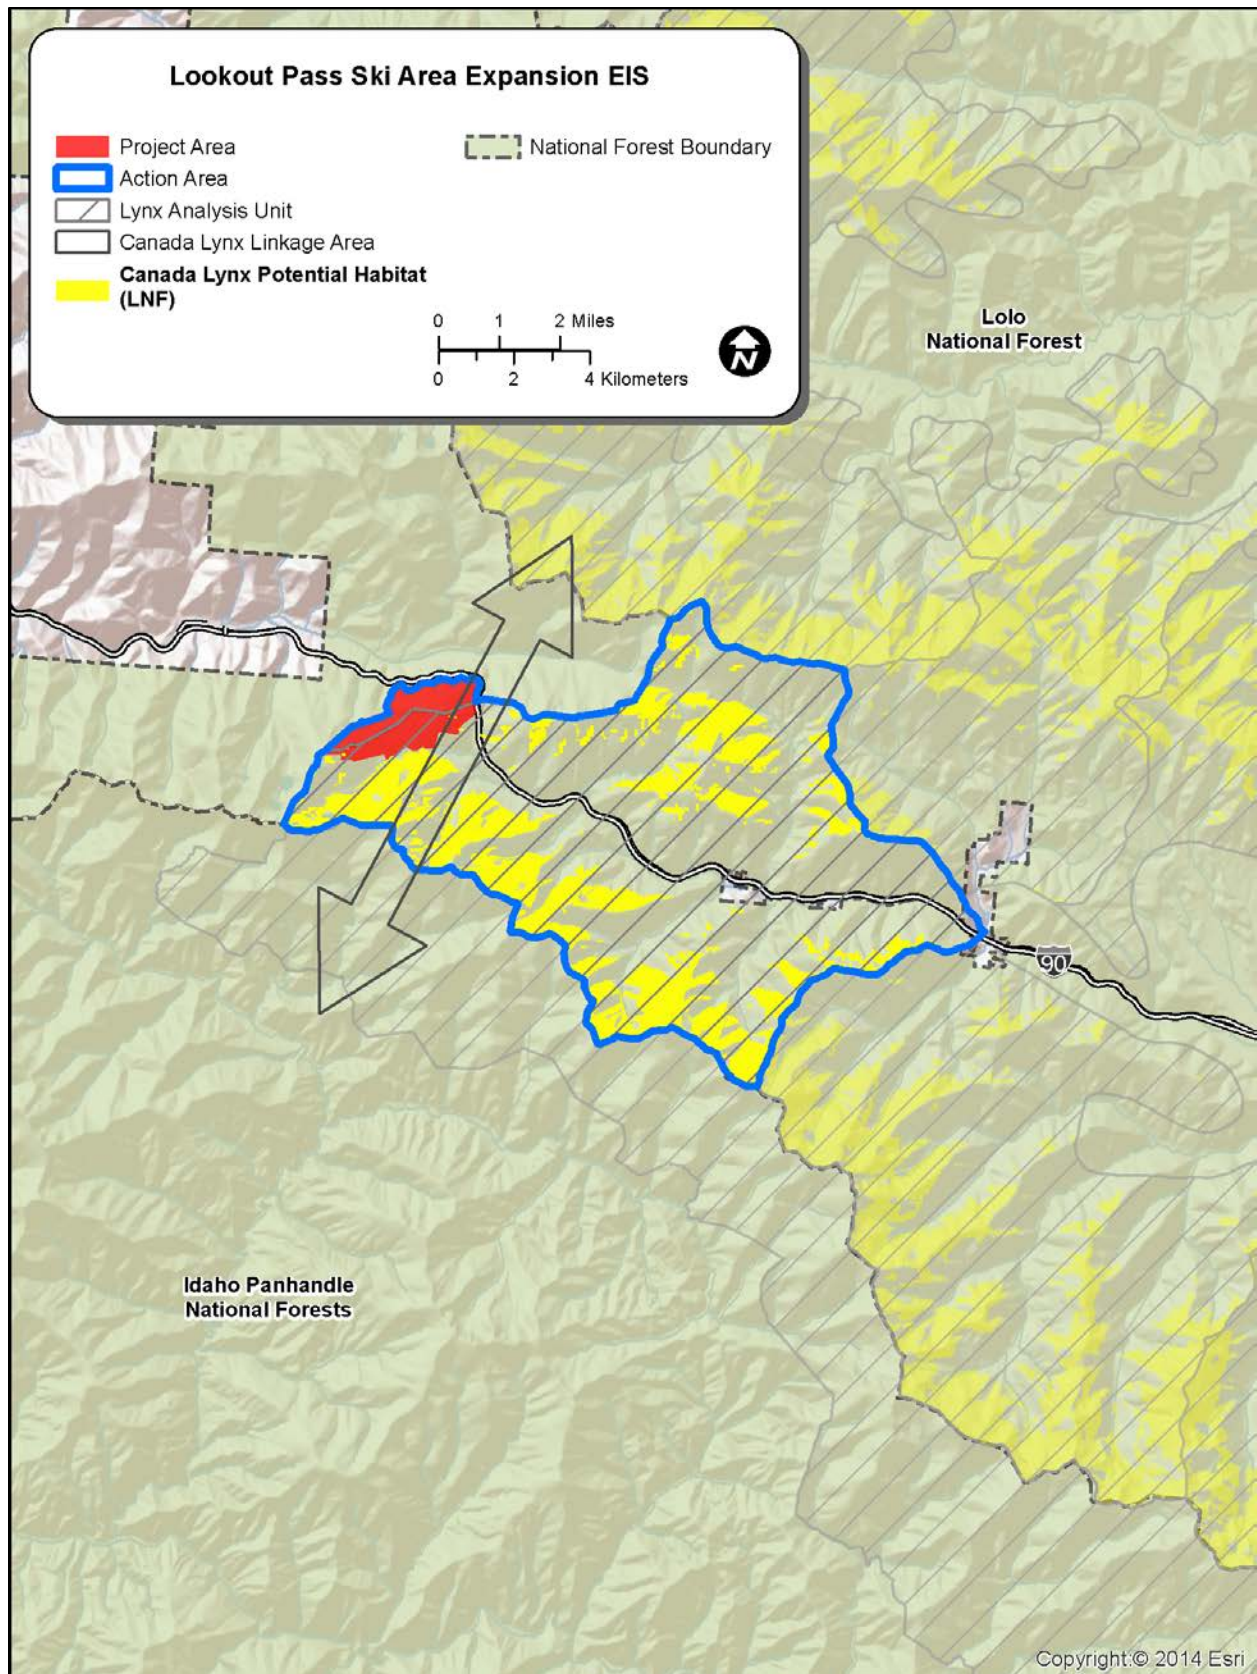 Lookout Pass Ski Area Expansion EIS
Project Area
Action Area
Lynx Analysis Unit
Canada Lynx Linkage Area
Canada Lynx Potential Habitat
(LNF)
National Forest Boundary
0 1 2 Miles
0 2 4 Kilometers
N
Lolo
National Forest
90
Idaho Panhandle
National Forests
Copyright:© 2014 Esri